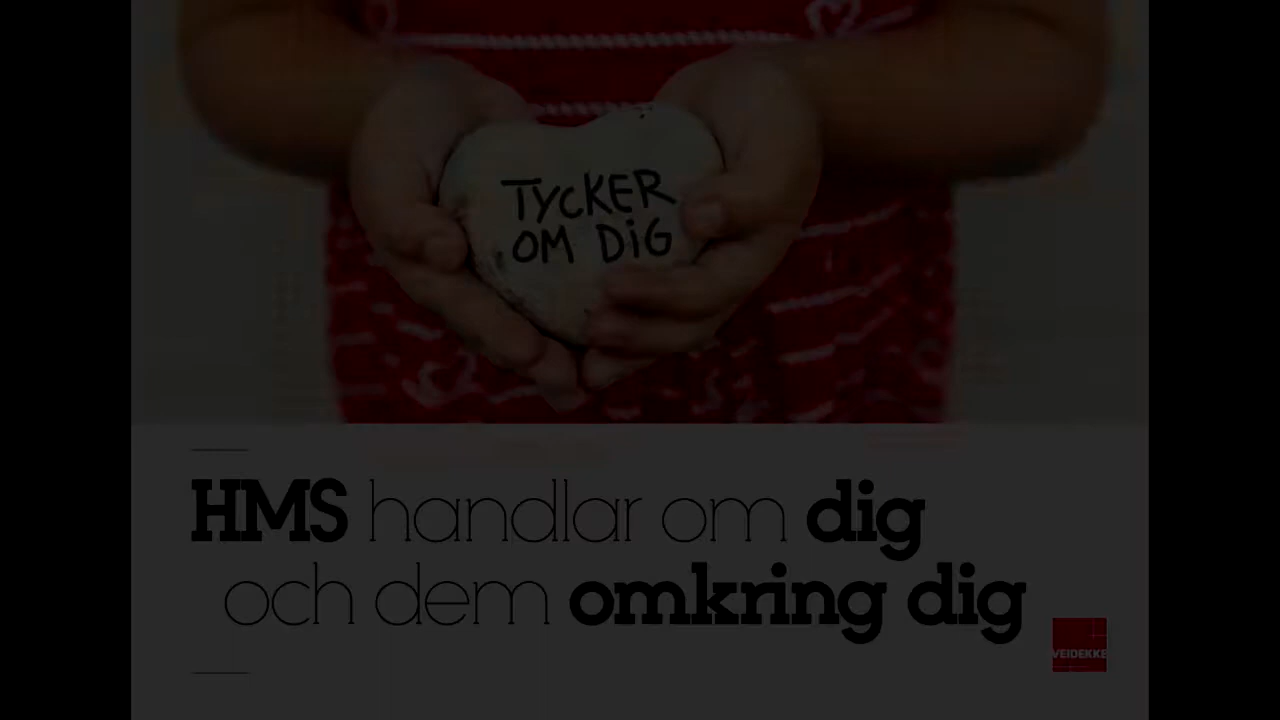 TYCKER
OM DiG
HMS handlar om dig
och dem omkring dig
VEIDEKKE